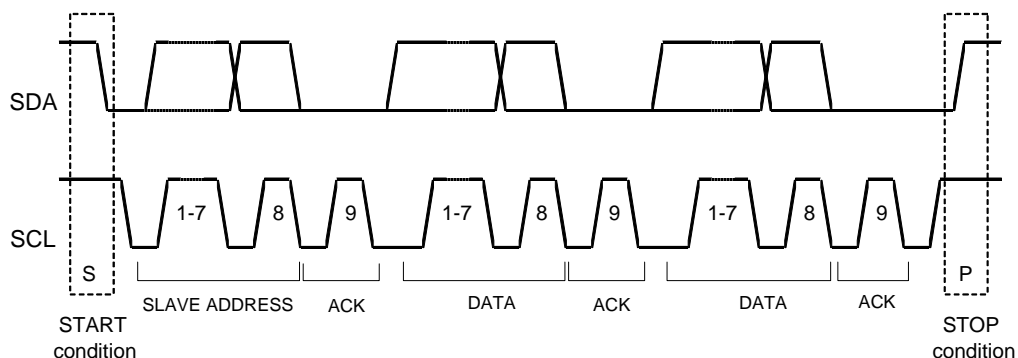 SDA
1-7 8 9 1-7 8 9 1-7 8 9
SCL
S P
SLAVE ADDRESS ACK DATA ACK DATA ACK
START
condition
STOP
condition